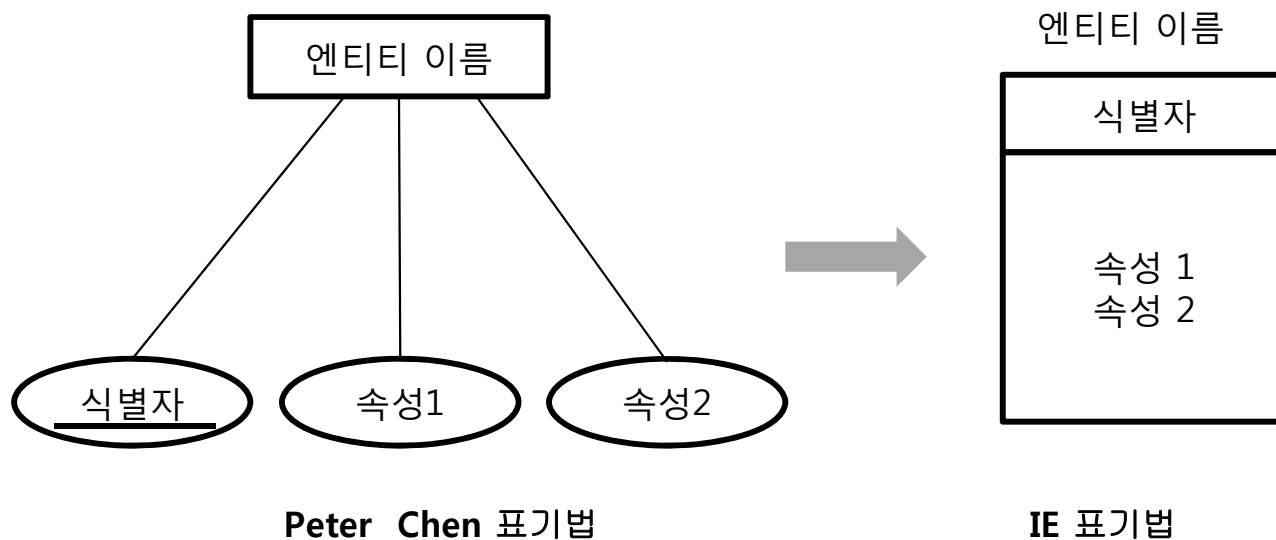 엔티티 이름
식별자
속성1
속성2
Peter Chen 표기법
엔티티 이름
식별자
속성 1
속성 2
IE 표기법